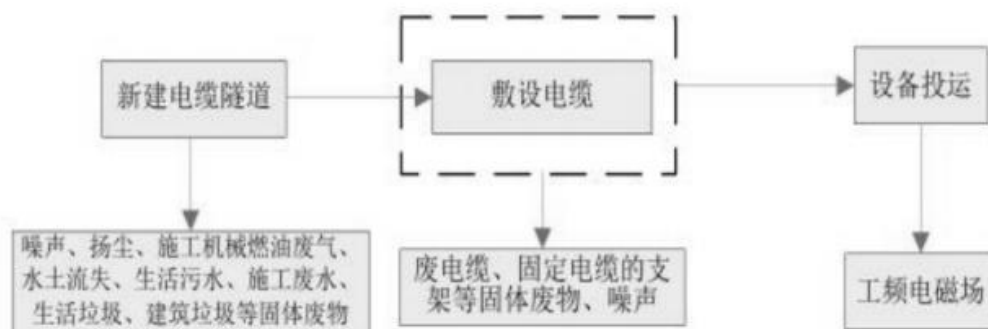 新建电缆隧道
敷设电缆
设备投运
噪声、扬尘、施工机械燃油废气、
水土流失、生活污水、施工废水、
生活垃圾、建筑垃圾等固体废物
废电缆、固定电缆的支
架等固体废物、噪声
工频电磁场